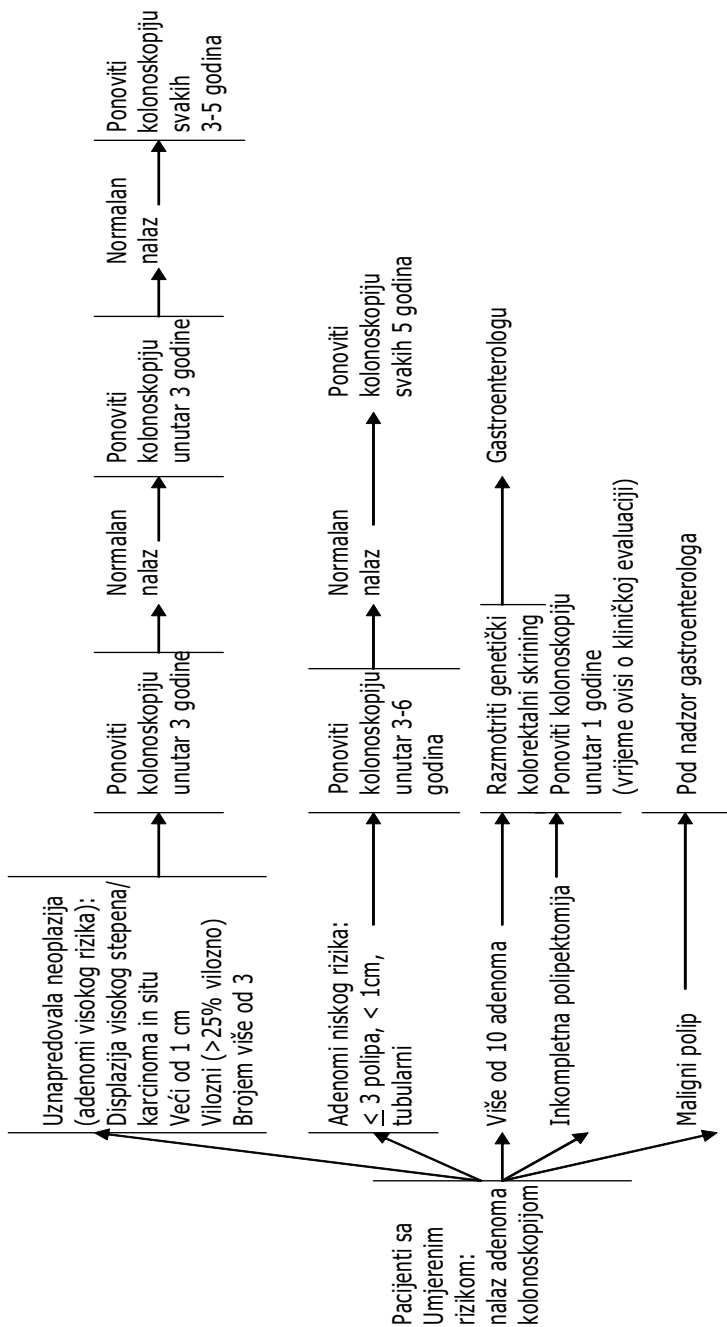 Pacijenti sa
Umjerenim
rizikom:
nalaz adenoma
kolonoskopijom
Uznapredovala neoplazija
(adenomi visokog rizika):
Displazija visokog stepena/
karcinoma in situ
Veći od 1 cm
Vilozni (>25% vilozno)
Brojem više od 3
Ponoviti
kolonoskopiju
unutar 3 godine
Normalan
nalaz
Ponoviti
kolonoskopiju
unutar 3 godine
Normalan
nalaz
Ponoviti
kolonoskopiju
svakih
3-5 godina
Adenomi niskog rizika:
≤ 3 polipa, < 1cm,
tubularni
Ponoviti
kolonoskopiju
unutar 3-6
godina
Normalan
nalaz
Ponoviti
kolonoskopiju
svakih 5 godina
Više od 10 adenoma
Razmotriti genetički
kolorektalni skrining
Gastroenterologu
Inkompletna polipektomija
Ponoviti kolonoskopiju
unutar 1 godine
(vrijeme ovisi o kliničkoj evaluaciji)
Maligni polip
Pod nadzor gastroenterologa